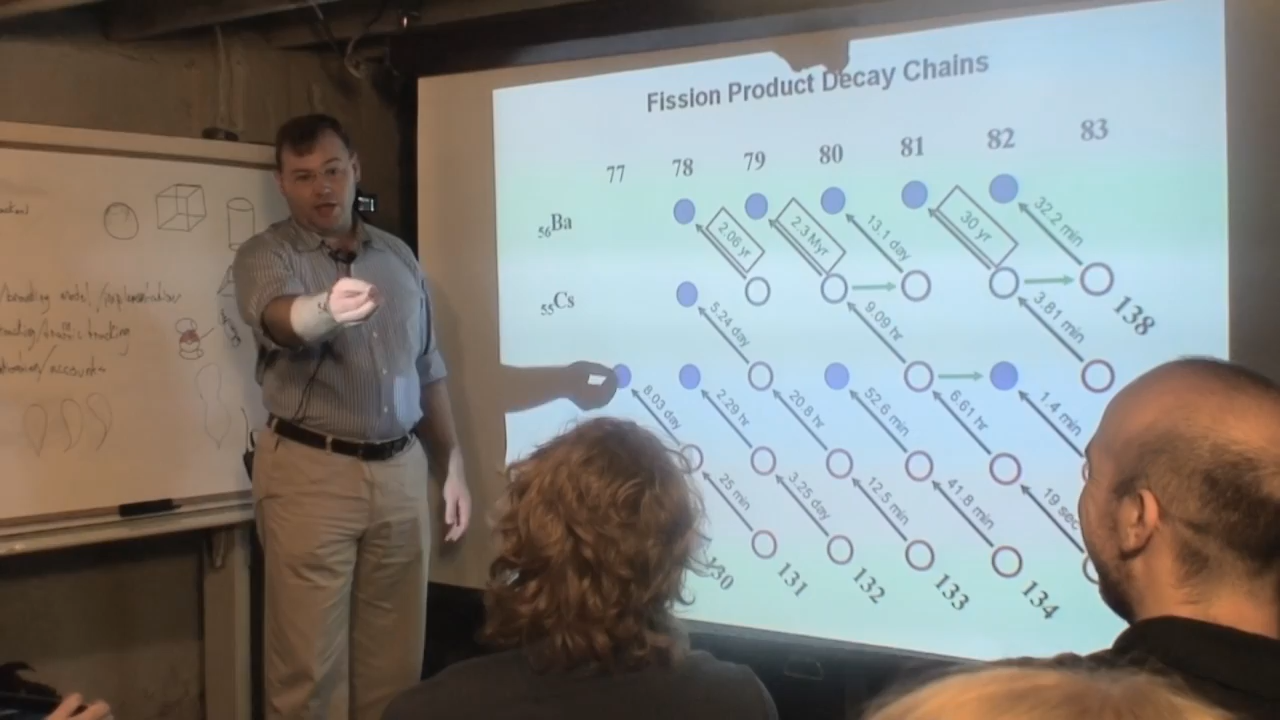 Fission Product Decay Chains
77 78 79 80 81 82 83
56Ba
2.06 yr 2.3 Myr 13.1 day 30 yr 32.2 min
55Cs
5.24 day 9.09 hr 3.81 min 138
8.03 day 2.29 hr 20.8 hr 52.6 min 6.61 hr 1.4 min
25 min 3.25 day 12.5 min 41.8 min 19 sec
130 131 132 133 134